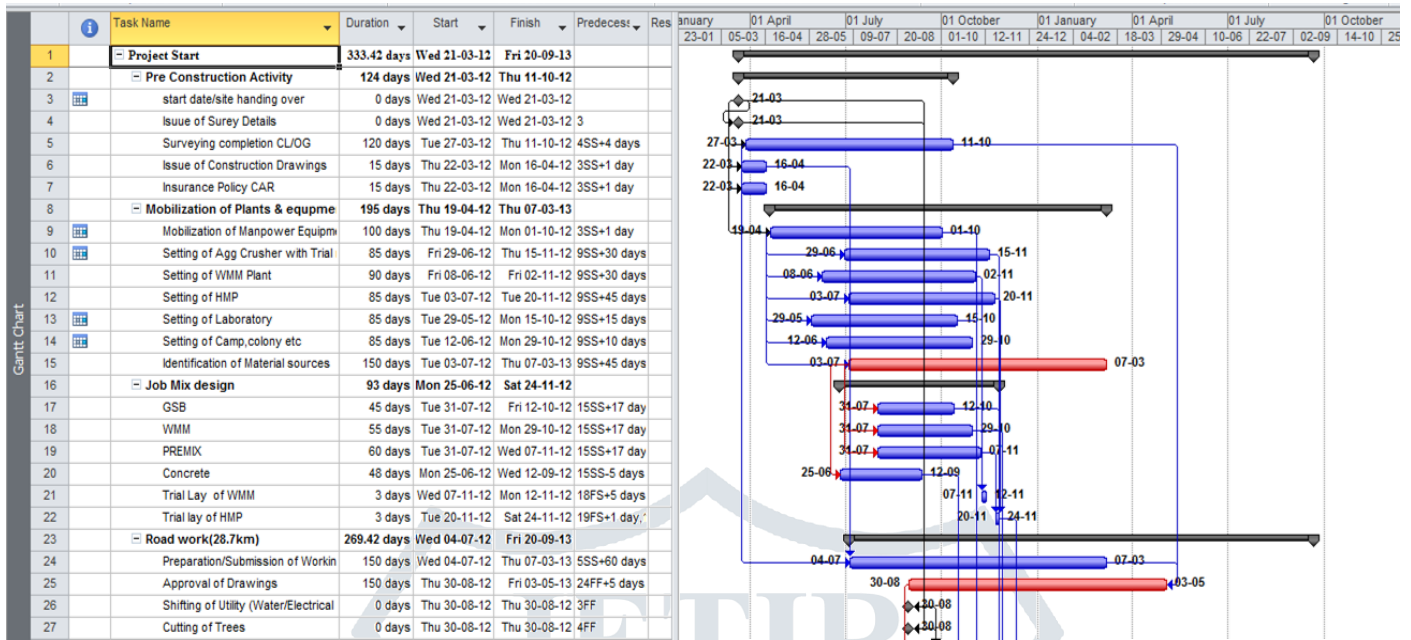 Task Name Duration Start Finish Predeces: Res
anuary 01 April 01 July 01 October 01 January 01 April 01 July 01 October
23-01 05-03 16-04 28-05 09-07 20-08 01-10 12-11 24-12 04-02 18-03 29-04 10-06 22-07 02-09 14-10 25
1 Project Start 333.42 days Wed 21-03-12 Fri 20-09-13
2 Pre Construction Activity 124 days Wed 21-03-12 Thu 11-10-12
3 start date/site handing over 0 days Wed 21-03-12 Wed 21-03-12 21-03
4 Isuue of Surey Details 0 days Wed 21-03-12 Wed 21-03-12 3 21-03
5 Surveying completion CL/OG 120 days Tue 27-03-12 Thu 11-10-12 4SS+4 days 27-03 11-10
6 Issue of Construction Drawings 15 days Thu 22-03-12 Mon 16-04-12 3SS+1 day 22-03 16-04
7 Insurance Policy CAR 15 days Thu 22-03-12 Mon 16-04-12 3SS+1 day 22-03 16-04
8 Mobilization of Plants & equpme 195 days Thu 19-04-12 Thu 07-03-13
9 Mobilization of Manpower Equipm 100 days Thu 19-04-12 Mon 01-10-12 3SS+1 day 19-04 01-10
10 Setting of Agg Crusher with Trial 85 days Fri 29-06-12 Thu 15-11-12 9SS+30 days 29-06 15-11
11 Setting of WMM Plant 90 days Fri 08-06-12 Fri 02-11-12 9SS+30 days 08-06 02-11
12 Setting of HMP 85 days Tue 03-07-12 Tue 20-11-12 9SS+45 days 03-07 20-11
13 Setting of Laboratory 85 days Tue 29-05-12 Mon 15-10-12 9SS+15 days 29-05 15-10
14 Setting of Camp,colony etc 85 days Tue 12-06-12 Mon 29-10-12 9SS+10 days 12-06 29-10
15 Identification of Material sources 150 days Tue 03-07-12 Thu 07-03-13 9SS+45 days 03-07 07-03
16 Job Mix design 93 days Mon 25-06-12 Sat 24-11-12
17 GSB 45 days Tue 31-07-12 Fri 12-10-12 15SS+17 day 31-07 12-10
18 WMM 55 days Tue 31-07-12 Mon 29-10-12 15SS+17 day 31-07 29-10
19 PREMIX 60 days Tue 31-07-12 Wed 07-11-12 15SS+17 day 31-07 07-11
20 Concrete 48 days Mon 25-06-12 Wed 12-09-12 15SS-5 days 25-06 12-09
21 Trial Lay of WMM 3 days Wed 07-11-12 Mon 12-11-12 18FS+5 days 07-11 12-11
22 Trial lay of HMP 3 days Tue 20-11-12 Sat 24-11-12 19FS+1 day, 20-11 24-11
23 Road work(28.7km) 269.42 days Wed 04-07-12 Fri 20-09-13
24 Preparation/Submission of Workin 150 days Wed 04-07-12 Thu 07-03-13 5SS+60 days 04-07 07-03
25 Approval of Drawings 150 days Thu 30-08-12 Fri 03-05-13 24FF+5 days 30-08 03-05
26 Shifting of Utility (Water/Electrical 0 days Thu 30-08-12 Thu 30-08-12 3FF 30-08
27 Cutting of Trees 0 days Thu 30-08-12 Thu 30-08-12 4FF 30-08
Gantt Chart
JETIR